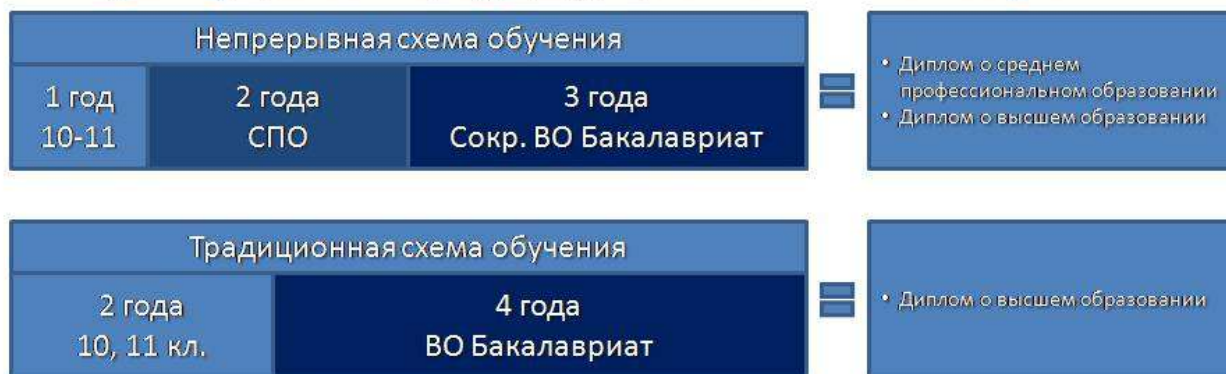 Непрерывная схема обучения
1 год
10-11
2 года
СПО
3 года
Сокр. ВО Бакалавриат
• Диплом о среднем
профессиональном образовании
• Диплом о высшем образовании
Традиционная схема обучения
2 года
10, 11 кл.
4 года
ВО Бакалавриат
• Диплом о высшем образовании